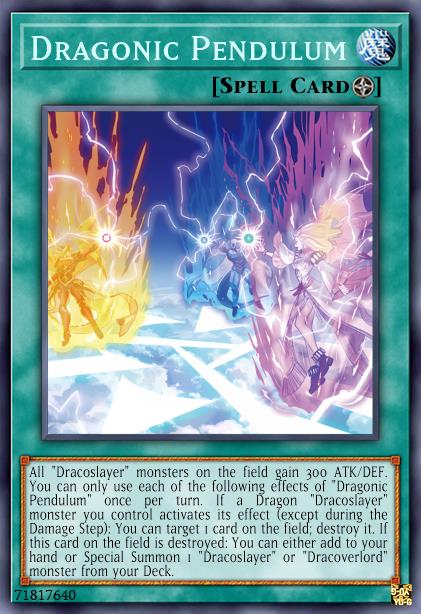 DRAGONIC PENDULUM
魔
[SPELL CARD]
All "Dracoslayer" monsters on the field gain 300 ATK/DEF.
You can only use each of the following effects of "Dragonic
Pendulum" once per turn. If a Dragon "Dracoslayer"
monster you control activates its effect (except during the
Damage Step): You can target 1 card on the field; destroy it. If
this card on the field is destroyed: You can either add to your
hand or Special Summon 1 "Dracoslayer" or "Dracoverlord"
monster from your Deck.
71817640